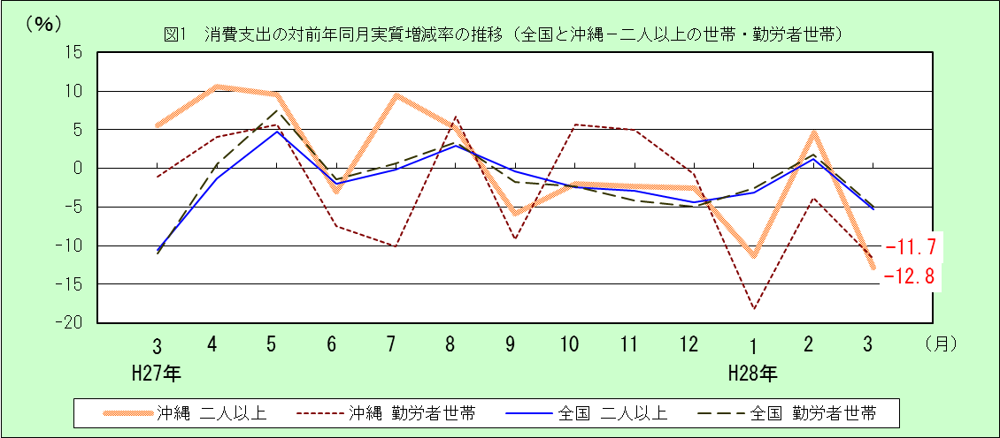 (%)
図1　消費支出の対前年同月実質増減率の推移（全国と沖縄－二人以上の世帯・勤労者世帯）
15
10
5
0
-5
-10
-15
-20
-11.7
-12.8
3 4 5 6 7 8 9 10 11 12 1 2 3 （月）
H27年 H28年
沖縄 二人以上 沖縄 勤労者世帯 全国 二人以上 全国 勤労者世帯